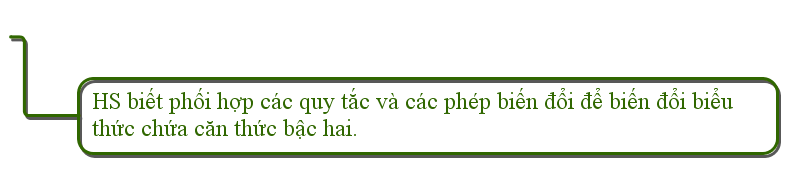 HS biết phối hợp các quy tắc và các phép biến đổi để biến đổi biểu
thức chứa căn thức bậc hai.